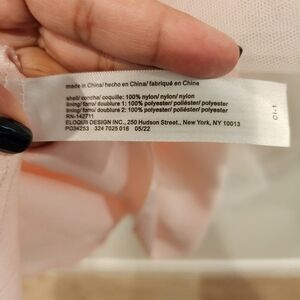 made in China/ hecho en China/ fabriqué en Chine
shell/ concha/ coquille: 100% nylon/ nylon/ nylon
lining/ forro/ doublure 1: 100% polyester/ poliéster/ polyester
lining/ forro/ doublure 2: 100% polyester/ poliéster/ polyester
RN-142711
ELOQUII DESIGN INC., 250 Hudson Street., New York, NY 10013
PO34253 324 7025 016 05/22
CI-1